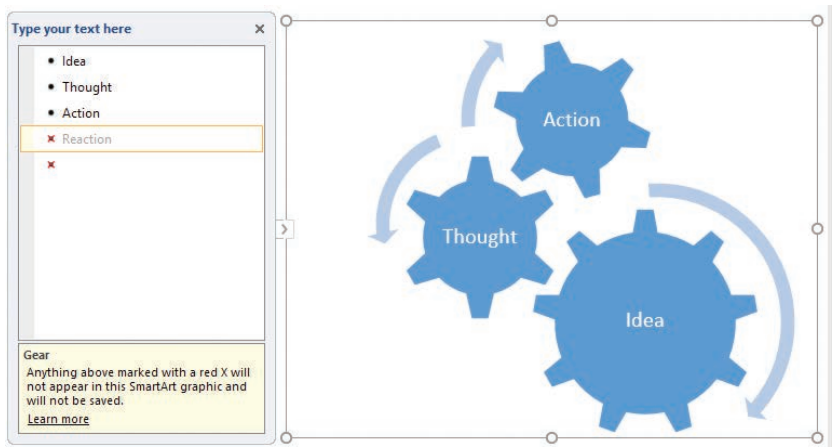 Type your text here
Idea
Thought
Action
Reaction
Gear
Anything above marked with a red X will
not appear in this SmartArt graphic and
will not be saved.
Learn more
Action
Thought
Idea